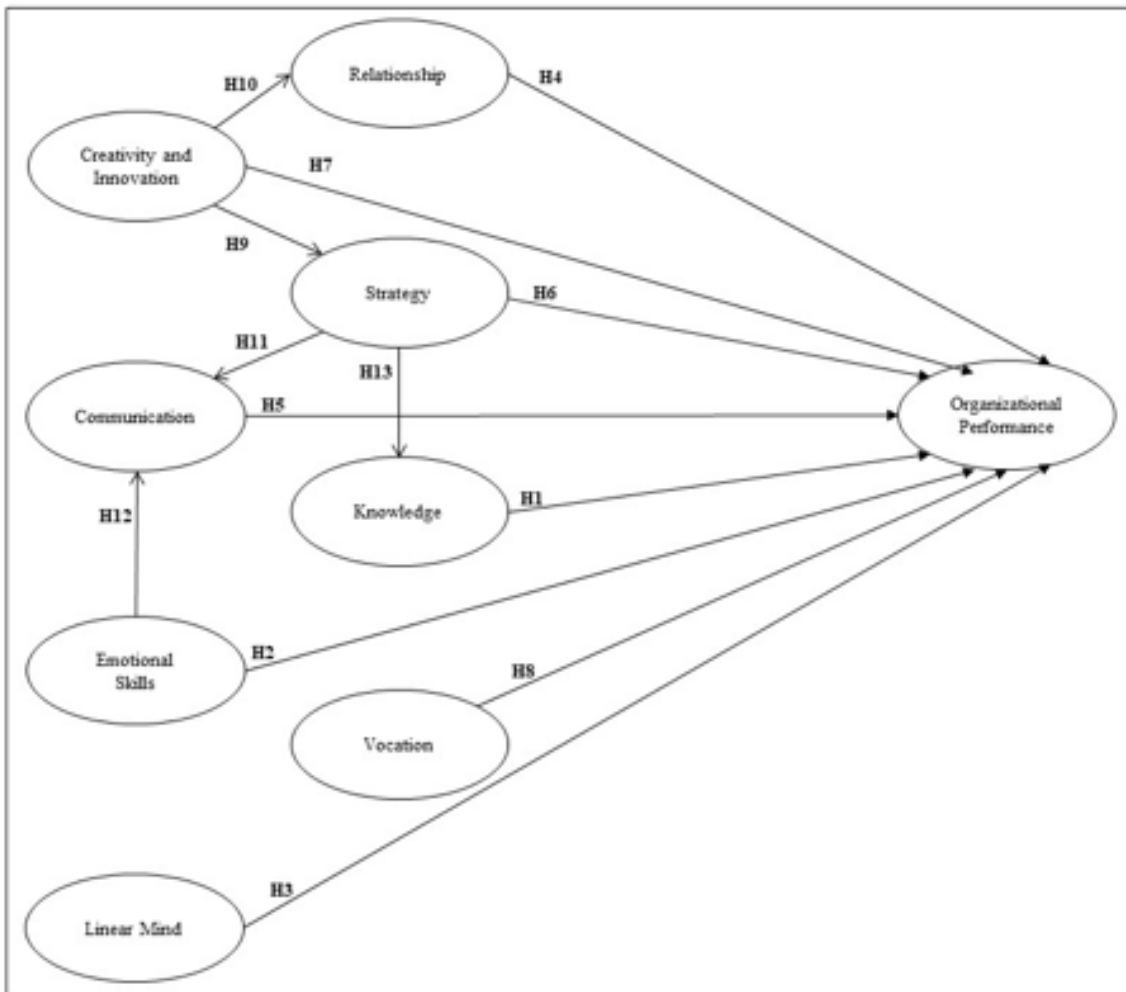 Relationship
H4
H10
Creativity and
Innovation
H7
H9
Strategy
H6
H11
H13
Communication
H5
Organizational
Performance
H12
Knowledge
H1
Emotional
Skills
H2
H8
Vocation
H3
Linear Mind